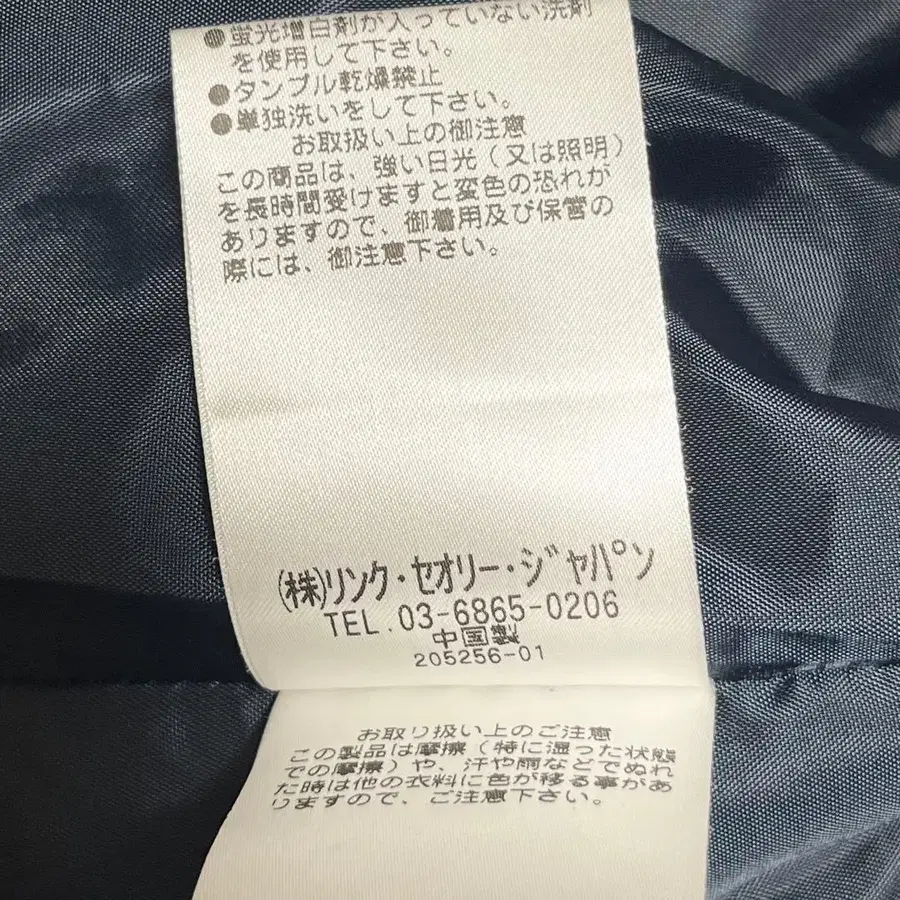 ●蛍光増白剤が入っていない洗剤
を使用して下さい。
●タンブル乾燥禁止
●単独洗いをして下さい。
お取扱い上の御注意
この商品は、強い日光(又は照明)
を長時間受けますと変色の恐れが
ありますので、御着用及び保管の
際には、御注意下さい。
(株)リンク・セオリー・ジャパン
TEL.03-6865-0206
中国製
205256-01
お取り扱い上のご注意
この製品は摩擦(特に湿った状態
での摩擦)や、汗や雨などでぬれ
た時は他の衣料に色が移る事があ
りますので、ご注意下さい。